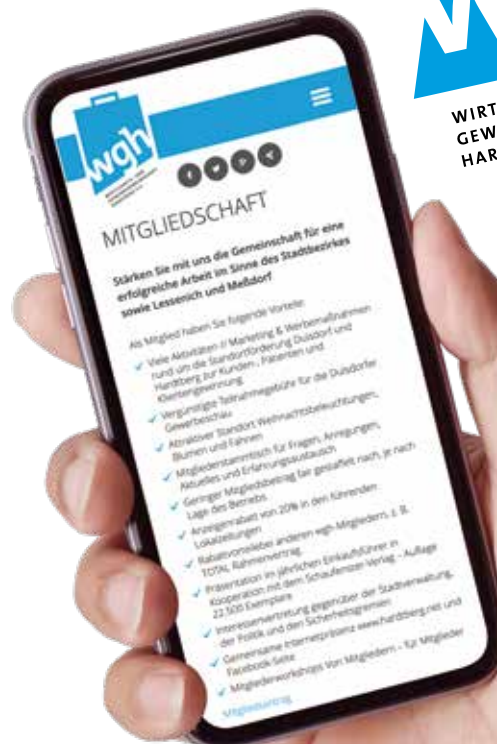 WIRT
GEW
HAR
wgh
MITGLIEDSCHAFT
Stärken Sie mit uns die Gemeinschaft für eine
erfolgreiche Arbeit im Sinne des Stadtbezirkes
sowie Lessenich und Meßdorf
Als Mitglied haben Sie folgende Vorteile:
Viele Aktivitäten // Marketing & Werbemaßnahmen
rund um die Standortförderung Duisdorf und
Hardtberg zur Kunden-, Patienten und
Klientengewinnung
Vergünstigte Teilnahmegebühr für die Duisdorfer
Gewerbeschau
Attraktiver Standort Weihnachtsbeleuchtungen,
Blumen und Fahnen
Mitgliederstammtisch für Fragen, Anregungen,
Aktuelles und Erfahrungsaustausch
Geringer Mitgliedsbeitrag fair gestaffelt nach, je nach
Lage des Betriebs
Anzeigenrabatt von 20% in den führenden
Lokalzeitungen
Rabattvorteile bei anderen wgh-Mitgliedern, z. B.
TOTAL Rahmenvertrag
Präsentation im jährlichen Einkaufsführer in
Kooperation mit dem Schaufenster-Verlag – Auflage
22.500 Exemplare
Interessenvertretung gegenüber der Stadtverwaltung,
der Politik und den Sicherheitsgremien
Gemeinsame Internetpräsenz www.hardtberg.net und
Facebook-Seite
Mitgliederworkshops von Mitgliedern – für Mitglieder
Mitgliedsantrag